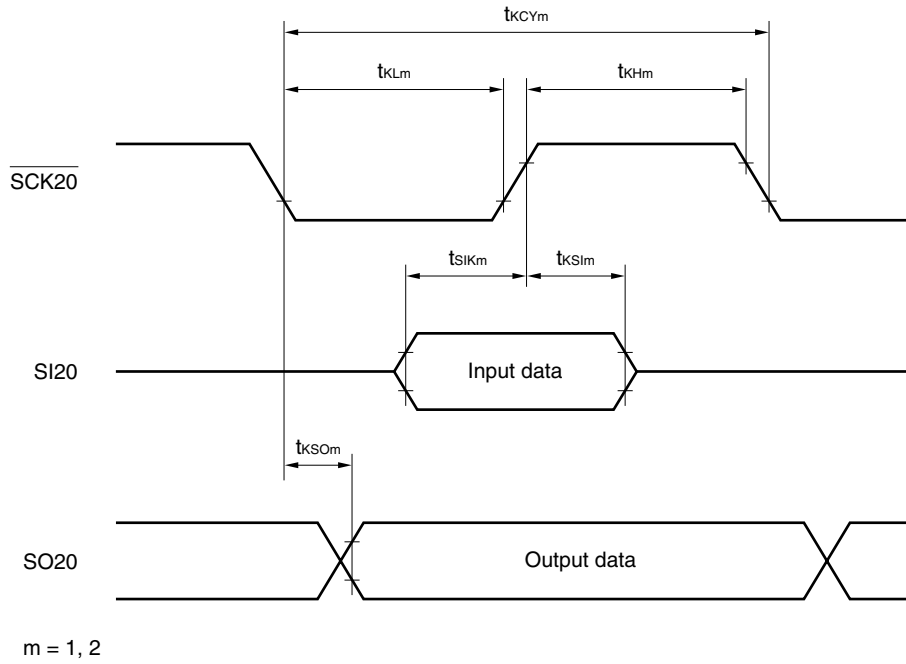 tKCYm
tKLm
tKHm
SCK20
tSIKm
tKSIm
SI20
Input data
tKSOm
SO20
Output data
m = 1, 2